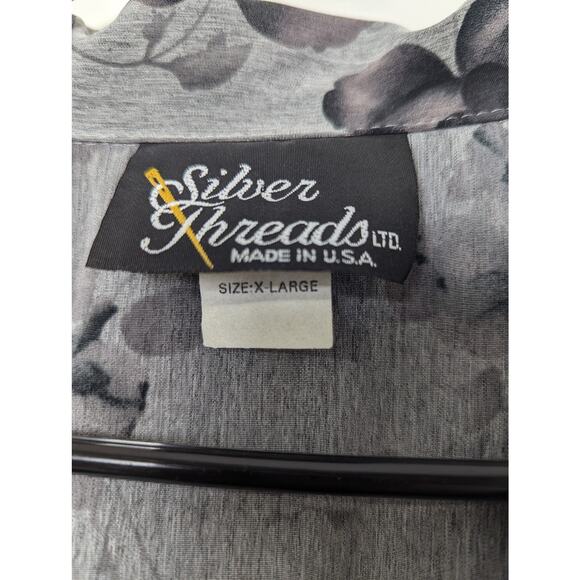 Silver
Threads LTD.
MADE IN U.S.A.
SIZE·X-LARGE